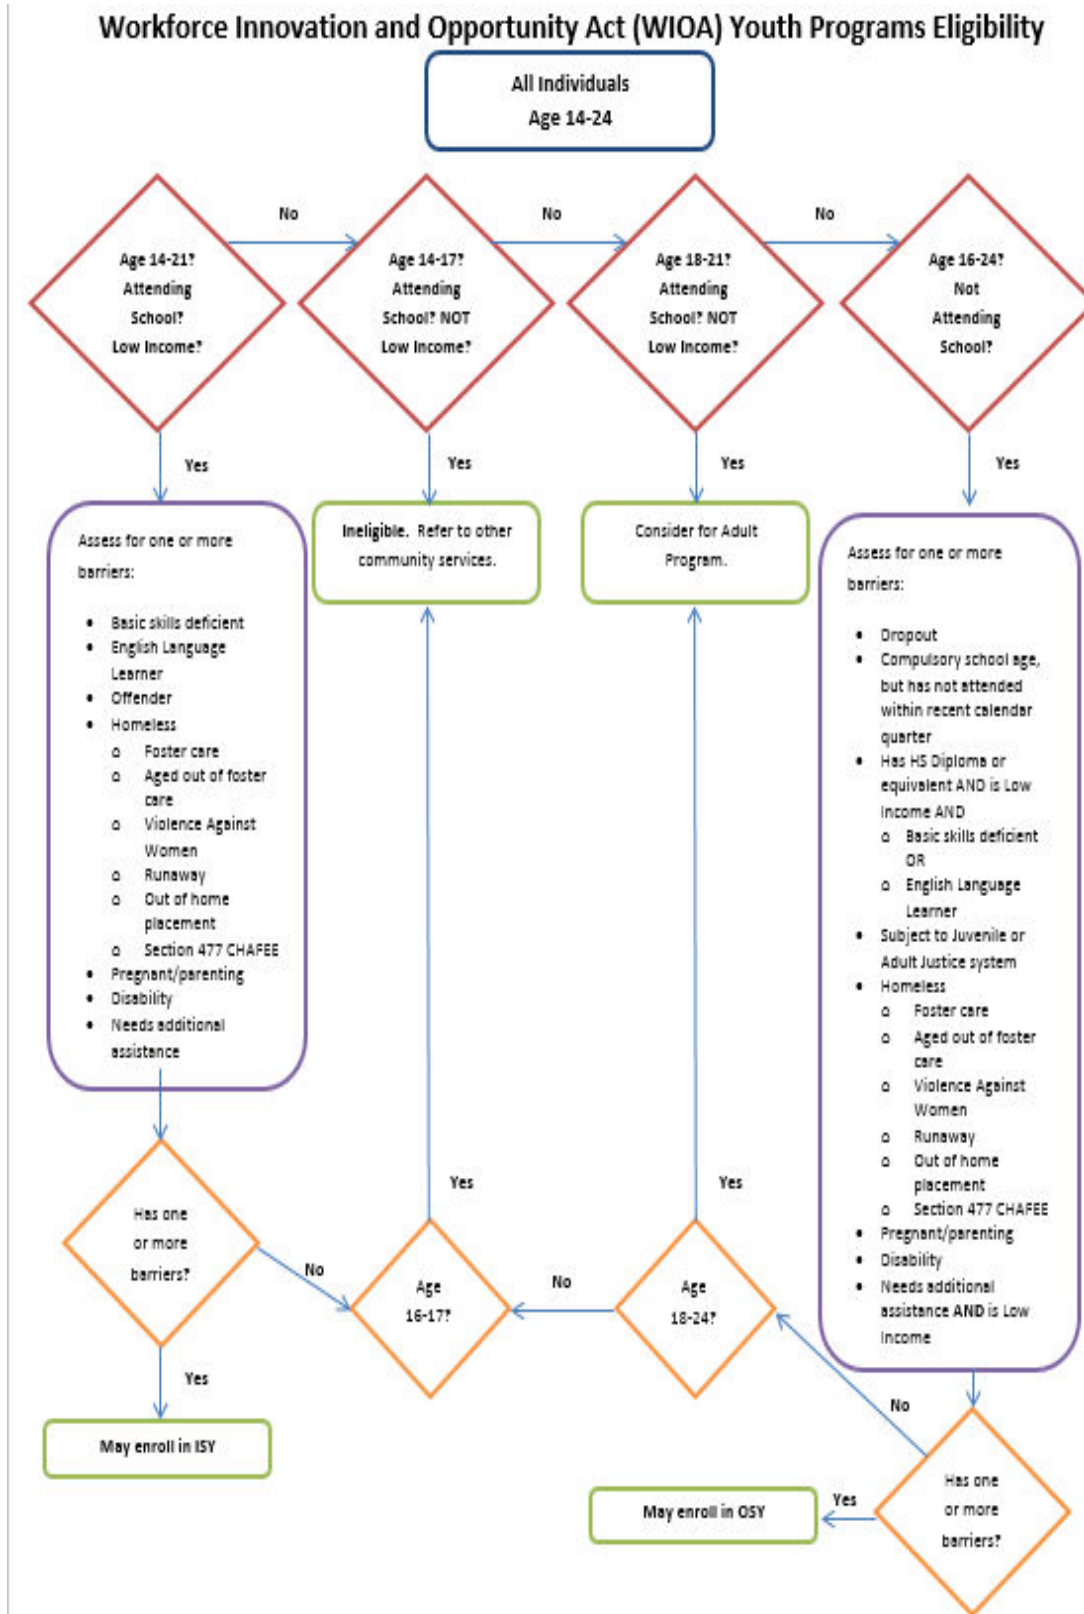 Workforce Innovation and Opportunity Act (WIOA) Youth Programs Eligibility
All Individuals
Age 14-24
No
No
No
Age 14-21?
Attending
School?
Low Income?
Age 14-17?
Attending
School? NOT
Low Income?
Age 18-21?
Attending
School? NOT
Low Income?
Age 16-24?
Not
Attending
School?
Yes
Yes
Yes
Yes
Assess for one or more
barriers:
• Basic skills deficient
• English Language
Learner
• Offender
• Homeless
o Foster care
o Aged out of foster
care
o Violence Against
Women
o Runaway
o Out of home
placement
o Section 477 CHAFEE
• Pregnant/parenting
• Disability
• Needs additional
assistance
Ineligible. Refer to other
community services.
Consider for Adult
Program.
Assess for one or more
barriers:
• Dropout
• Compulsory school age,
but has not attended
within recent calendar
quarter
• Has HS Diploma or
equivalent AND is Low
Income AND
o Basic skills deficient
OR
o English Language
Learner
• Subject to Juvenile or
Adult Justice system
• Homeless
o Foster care
o Aged out of foster
care
o Violence Against
Women
o Runaway
o Out of home
placement
o Section 477 CHAFEE
• Pregnant/parenting
• Disability
• Needs additional
assistance AND is Low
Income
Yes
Yes
Has one
or more
barriers?
No
Age
16-17?
No
Age
18-24?
No
Yes
May enroll in ISY
May enroll in OSY
Yes
Has one
or more
barriers?